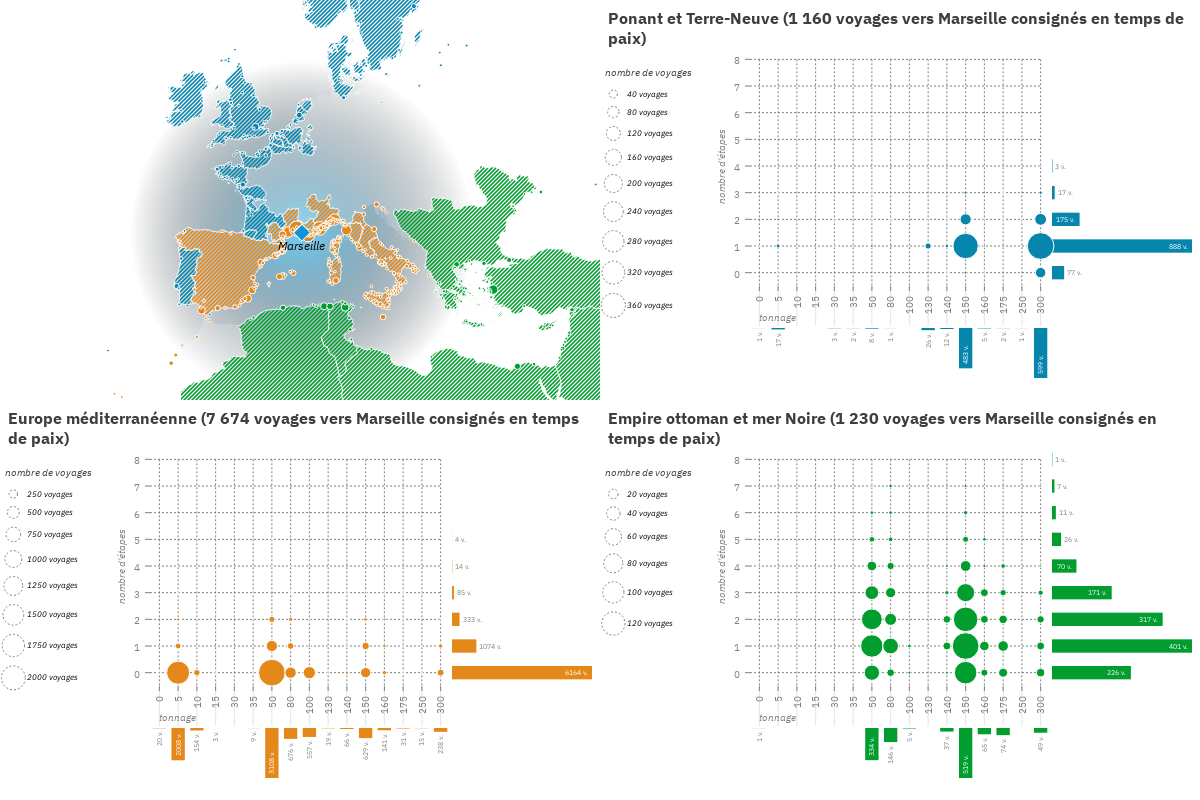 Marseille
Ponant et Terre-Neuve (1 160 voyages vers Marseille consignés en temps de
paix)
nombre de voyages
40 voyages
80 voyages
120 voyages
160 voyages
200 voyages
240 voyages
280 voyages
320 voyages
360 voyages
nombre d'étapes
8
7
6
5
4
3
2
1
0
3 v.
17 v.
175 v.
888 v.
77 v.
0 5 10 15 30 35 50 80 100 130 140 150 160 175 250 300
tonnage
1 v. 17 v. 3 v. 2 v. 8 v. 1 v. 26 v. 12 v. 483 v. 5 v. 2 v. 1 v. 599 v.
Europe méditerranéenne (7 674 voyages vers Marseille consignés en temps
de paix)
nombre de voyages
250 voyages
500 voyages
750 voyages
1000 voyages
1250 voyages
1500 voyages
1750 voyages
2000 voyages
nombre d'étapes
8
7
6
5
4
3
2
1
0
4 v.
14 v.
85 v.
333 v.
1074 v.
6164 v.
0 5 10 15 30 35 50 80 100 130 140 150 160 175 250 300
tonnage
20 v. 2008 v. 154 v. 3 v. 9 v. 3108 v. 676 v. 557 v. 19 v. 66 v. 629 v. 141 v. 31 v. 15 v. 238 v.
Empire ottoman et mer Noire (1 230 voyages vers Marseille consignés en
temps de paix)
nombre de voyages
20 voyages
40 voyages
60 voyages
80 voyages
100 voyages
120 voyages
nombre d'étapes
8
7
6
5
4
3
2
1
0
1 v.
7 v.
11 v.
26 v.
70 v.
171 v.
317 v.
401 v.
226 v.
0 5 10 15 30 35 50 80 100 130 140 150 160 175 250 300
tonnage
1 v. 334 v. 146 v. 5 v. 37 v. 519 v. 65 v. 74 v. 49 v.